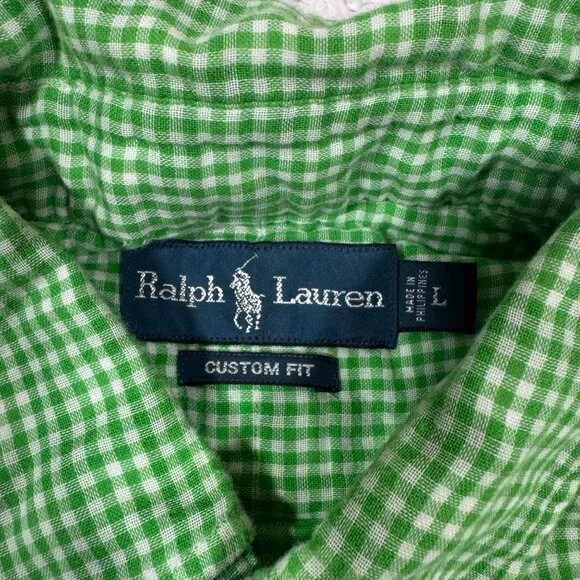 Ralph Lauren
MADE IN
PHILIPPINES
L
CUSTOM FIT